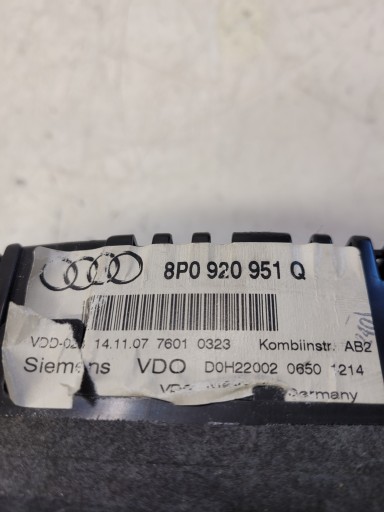 8P0 920 951 Q
14.11.07 7601 0323 Kombiinstr. AB2
Siemens VDO D0H22002 0650 1214
Germany